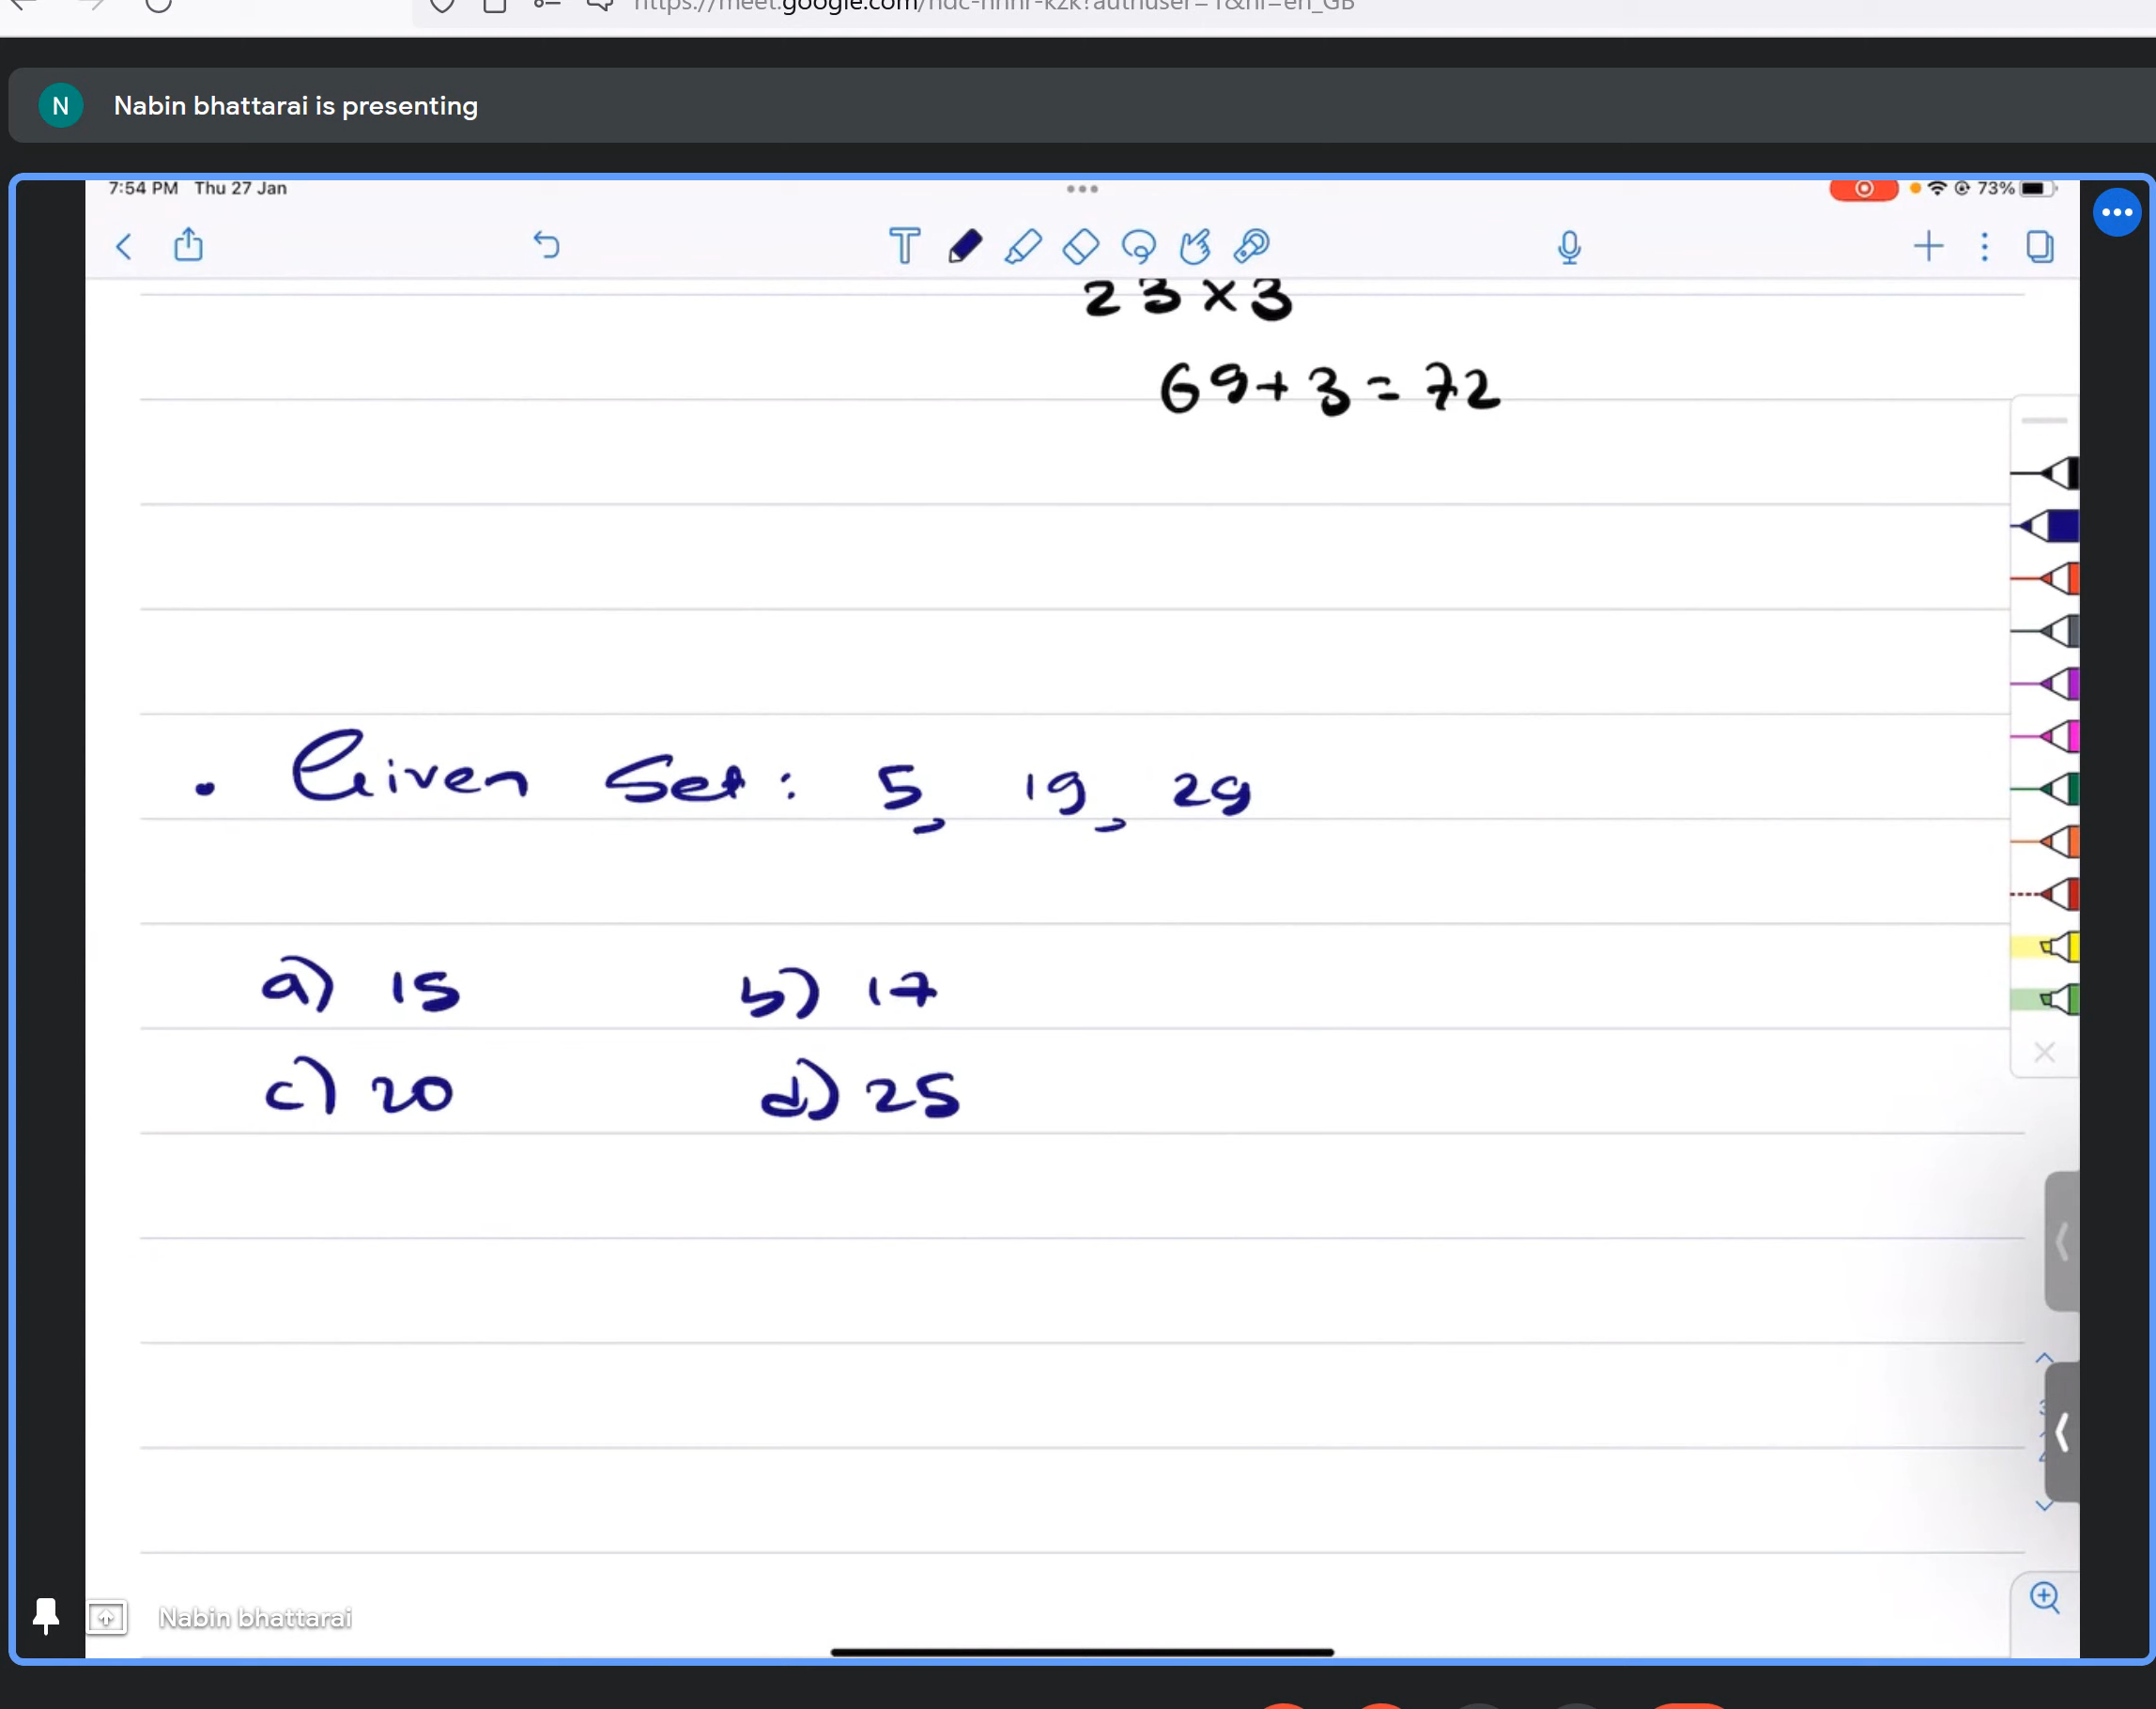 Nabin bhattarai is presenting
N
7:54 PM Thu 27 Jan
73%
23×3
69+3=72
. Given Set: 5, 19, 29
a) 15 b) 17
c) 20 d) 25
Nabin bhattarai